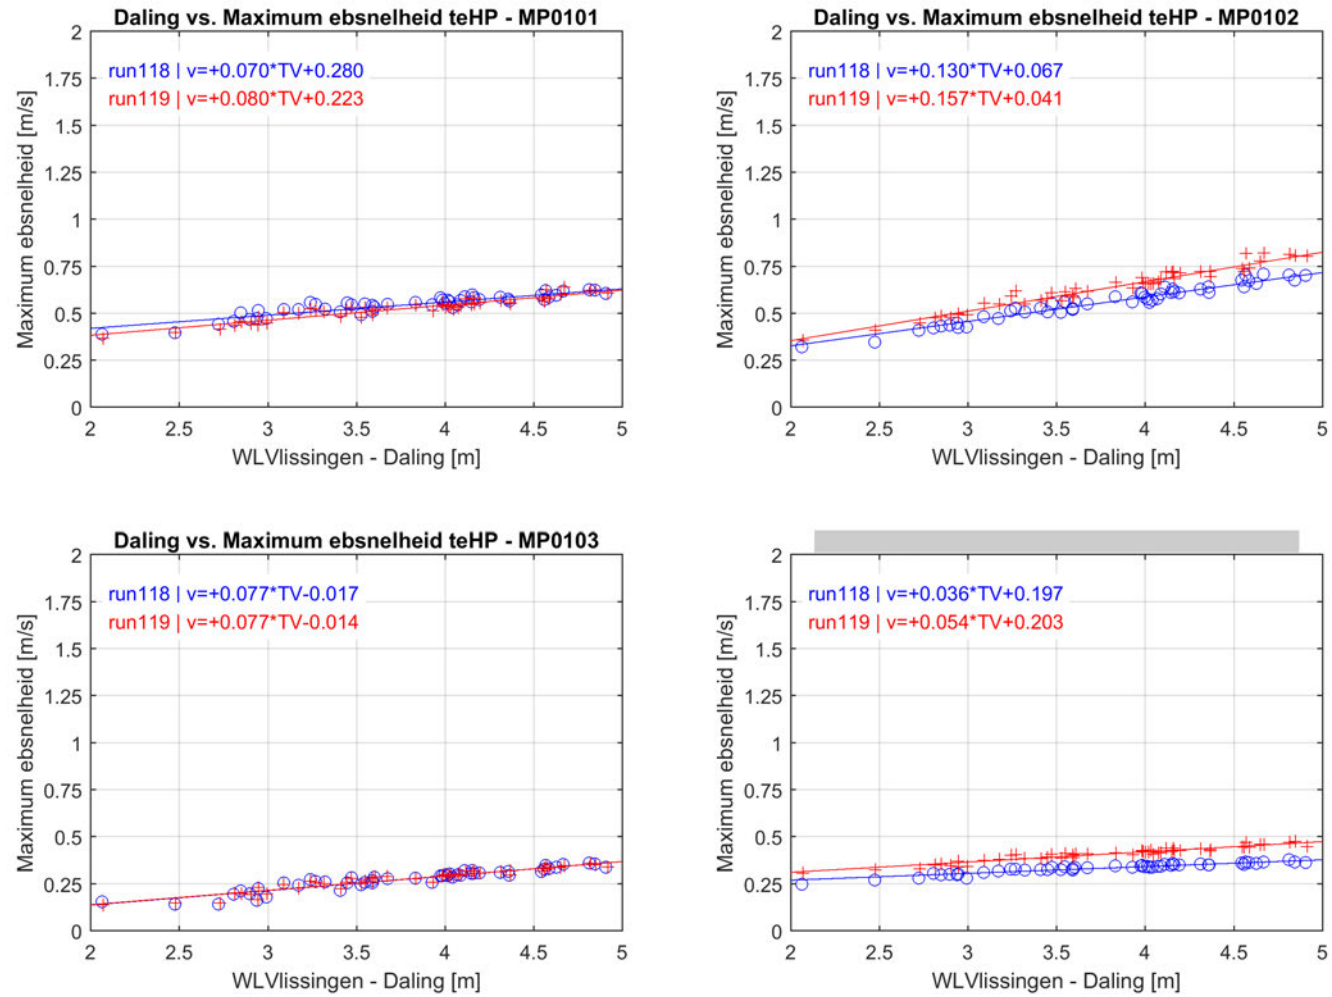 Daling vs. Maximum ebsnelheid teHP - MP0101
run118 | v=+0.070*TV+0.280
run119 | v=+0.080*TV+0.223
Maximum ebsnelheid [m/s]
2
1.75
1.5
1.25
1
0.75
0.5
0.25
0
2 2.5 3 3.5 4 4.5 5
WLVlissingen - Daling [m]
Daling vs. Maximum ebsnelheid teHP - MP0102
run118 | v=+0.130*TV+0.067
run119 | v=+0.157*TV+0.041
Maximum ebsnelheid [m/s]
2
1.75
1.5
1.25
1
0.75
0.5
0.25
0
2 2.5 3 3.5 4 4.5 5
WLVlissingen - Daling [m]
Daling vs. Maximum ebsnelheid teHP - MP0103
run118 | v=+0.077*TV-0.017
run119 | v=+0.077*TV-0.014
Maximum ebsnelheid [m/s]
2
1.75
1.5
1.25
1
0.75
0.5
0.25
0
2 2.5 3 3.5 4 4.5 5
WLVlissingen - Daling [m]
run118 | v=+0.036*TV+0.197
run119 | v=+0.054*TV+0.203
Maximum ebsnelheid [m/s]
2
1.75
1.5
1.25
1
0.75
0.5
0.25
0
2 2.5 3 3.5 4 4.5 5
WLVlissingen - Daling [m]